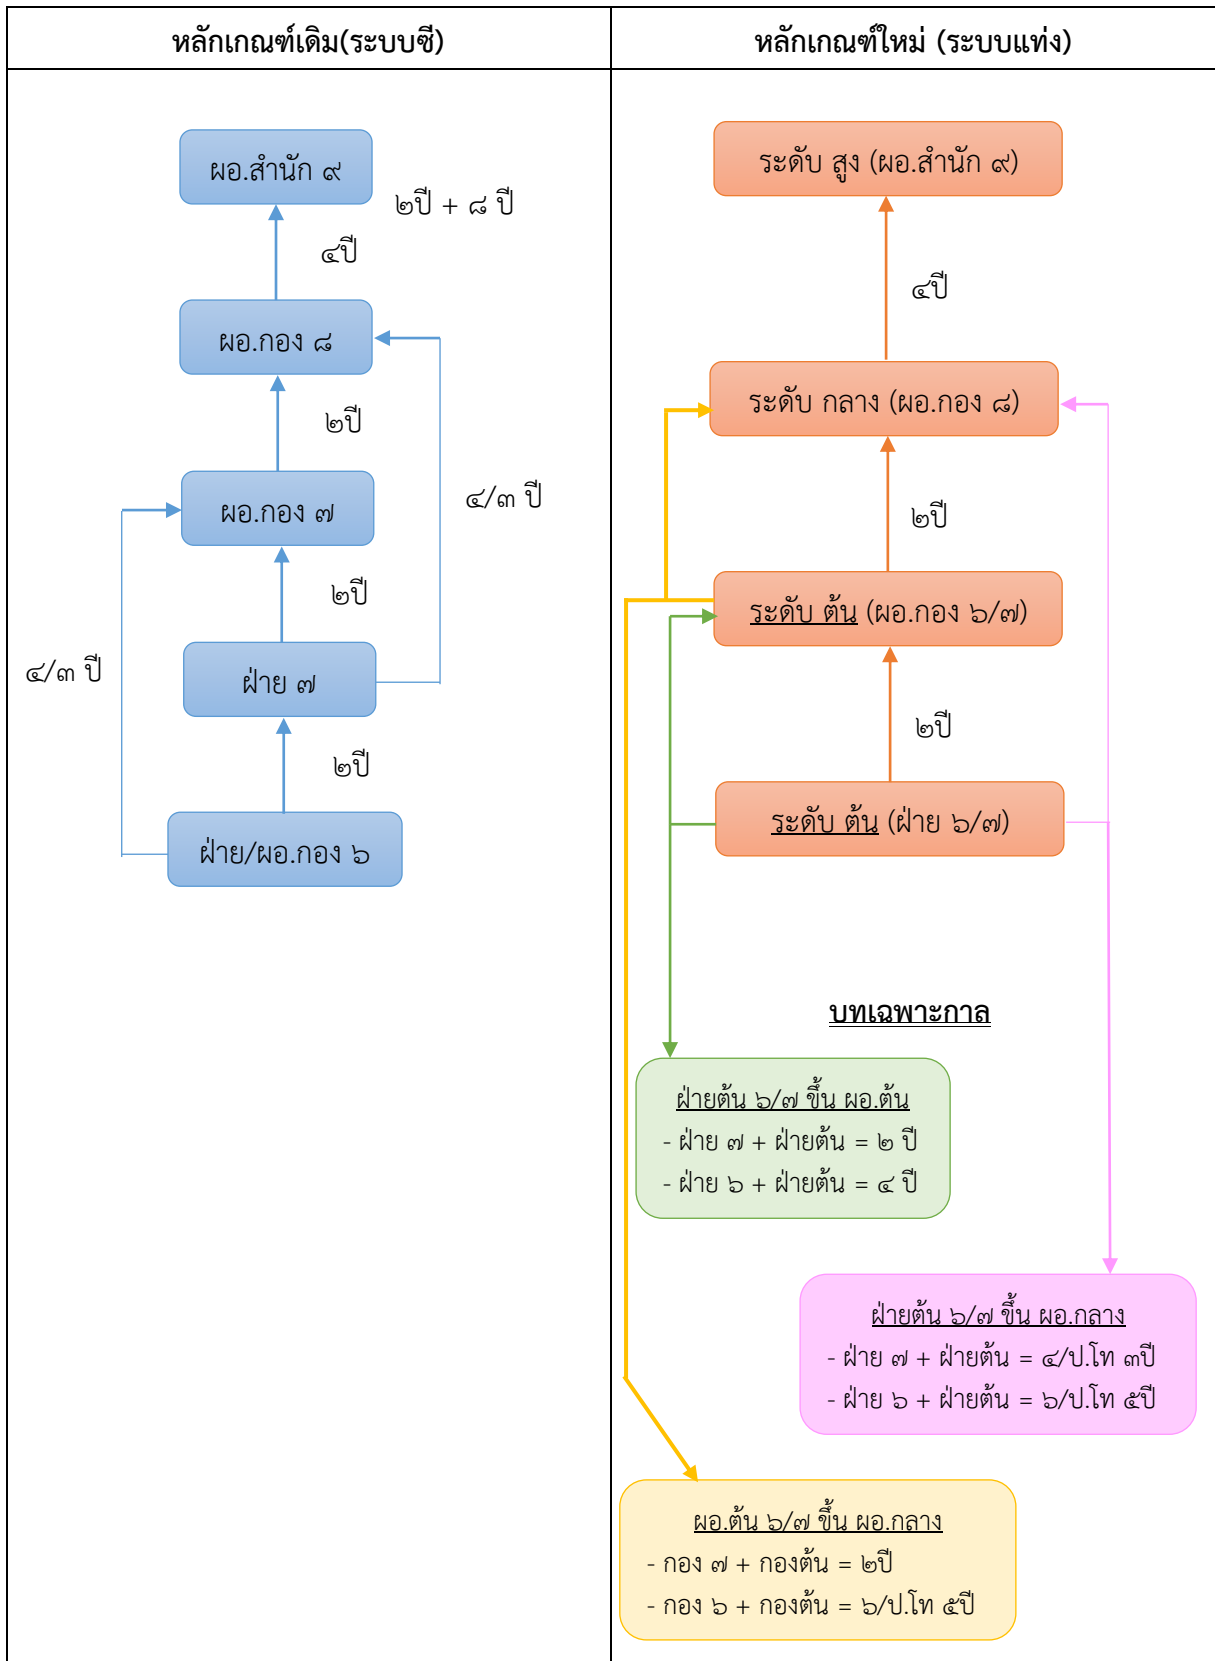 หลักเกณฑ์เดิม(ระบบซี)
ผอ.สำนัก ๙
๒ปี + ๘ ปี
๔ปี
ผอ.กอง ๘
๒ปี
๔/๓ ปี
ผอ.กอง ๗
๒ปี
๔/๓ ปี
ฝ่าย ๗
๒ปี
ฝ่าย/ผอ.กอง ๖
หลักเกณฑ์ใหม่ (ระบบแท่ง)
ระดับ สูง (ผอ.สำนัก ๙)
๔ปี
ระดับ กลาง (ผอ.กอง ๘)
๒ปี
ระดับ ต้น (ผอ.กอง ๖/๗)
๒ปี
ระดับ ต้น (ฝ่าย ๖/๗)
บทเฉพาะกาล
ฝ่ายต้น ๖/๗ ขึ้น ผอ.ต้น
- ฝ่าย ๗ + ฝ่ายต้น = ๒ ปี
- ฝ่าย ๖ + ฝ่ายต้น = ๔ ปี
ฝ่ายต้น ๖/๗ ขึ้น ผอ.กลาง
- ฝ่าย ๗ + ฝ่ายต้น = ๔/ป.โท ๓ปี
- ฝ่าย ๖ + ฝ่ายต้น = ๖/ป.โท ๕ปี
ผอ.ต้น ๖/๗ ขึ้น ผอ.กลาง
- กอง ๗ + กองต้น = ๒ปี
- กอง ๖ + กองต้น = ๖/ป.โท ๕ปี